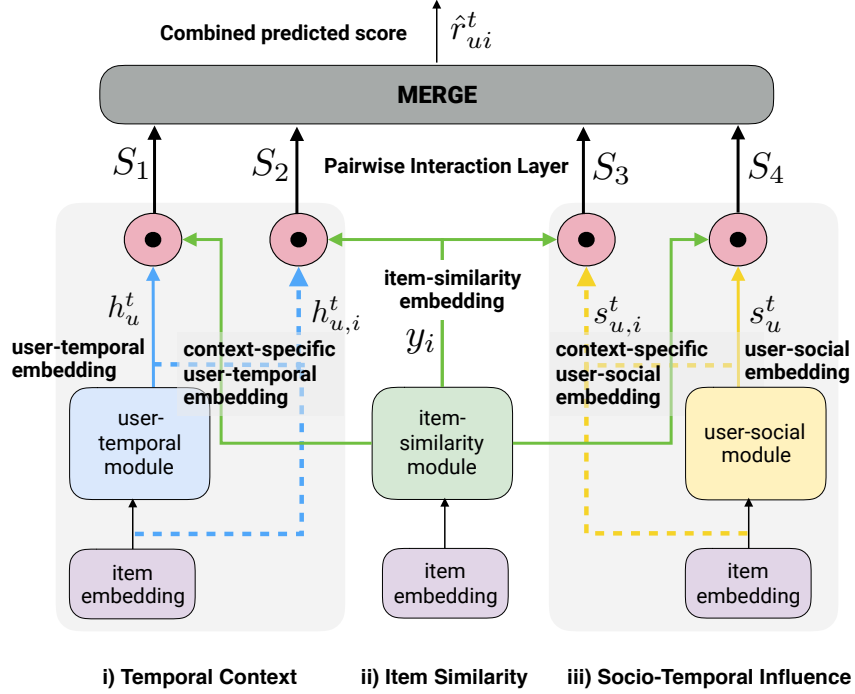 Combined predicted score
r̂ᵗᵤᵢ
MERGE
S₁
S₂
Pairwise Interaction Layer
S₃
S₄
hᵗᵤ
hᵗᵤ,ᵢ
item-similarity
embedding
yᵢ
sᵗᵤ,ᵢ
sᵗᵤ
user-temporal
embedding
context-specific
user-temporal
embedding
context-specific
user-social
embedding
user-social
embedding
user-
temporal
module
item-
similarity
module
user-social
module
item
embedding
item
embedding
item
embedding
i) Temporal Context
ii) Item Similarity
iii) Socio-Temporal Influence